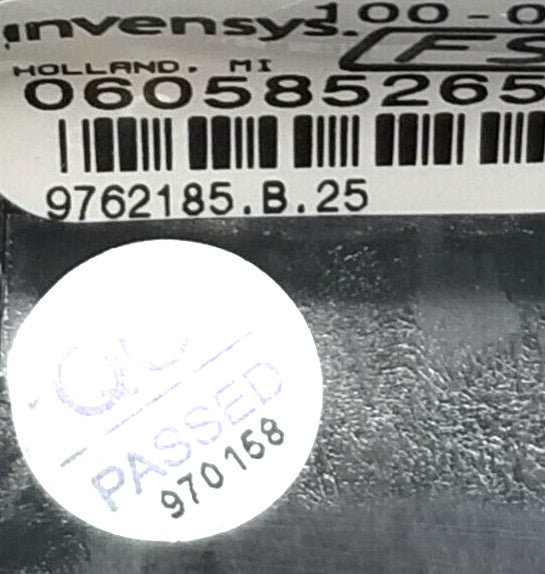 invensys. 100-0
HOLLAND, MI
060585265
9762185.B.25
QC
PASSED
970168